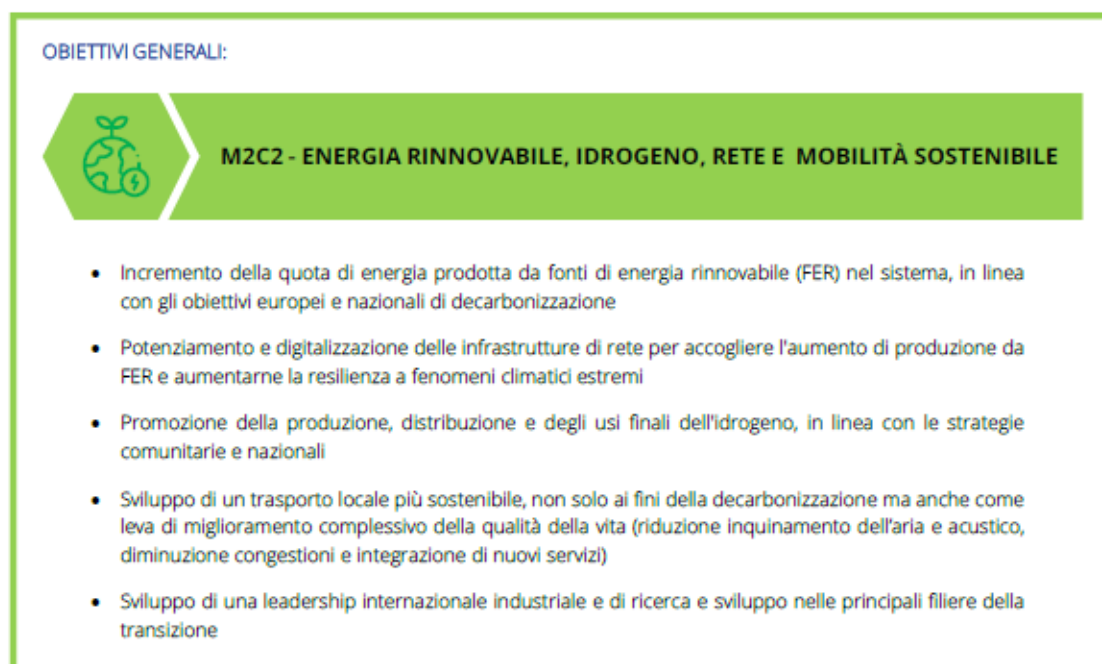 OBIETTIVI GENERALI:
M2C2 - ENERGIA RINNOVABILE, IDROGENO, RETE E MOBILITÀ SOSTENIBILE
• Incremento della quota di energia prodotta da fonti di energia rinnovabile (FER) nel sistema, in linea
con gli obiettivi europei e nazionali di decarbonizzazione
• Potenziamento e digitalizzazione delle infrastrutture di rete per accogliere l'aumento di produzione da
FER e aumentarne la resilienza a fenomeni climatici estremi
• Promozione della produzione, distribuzione e degli usi finali dell'idrogeno, in linea con le strategie
comunitarie e nazionali
• Sviluppo di un trasporto locale più sostenibile, non solo ai fini della decarbonizzazione ma anche come
leva di miglioramento complessivo della qualità della vita (riduzione inquinamento dell'aria e acustico,
diminuzione congestioni e integrazione di nuovi servizi)
• Sviluppo di una leadership internazionale industriale e di ricerca e sviluppo nelle principali filiere della
transizione